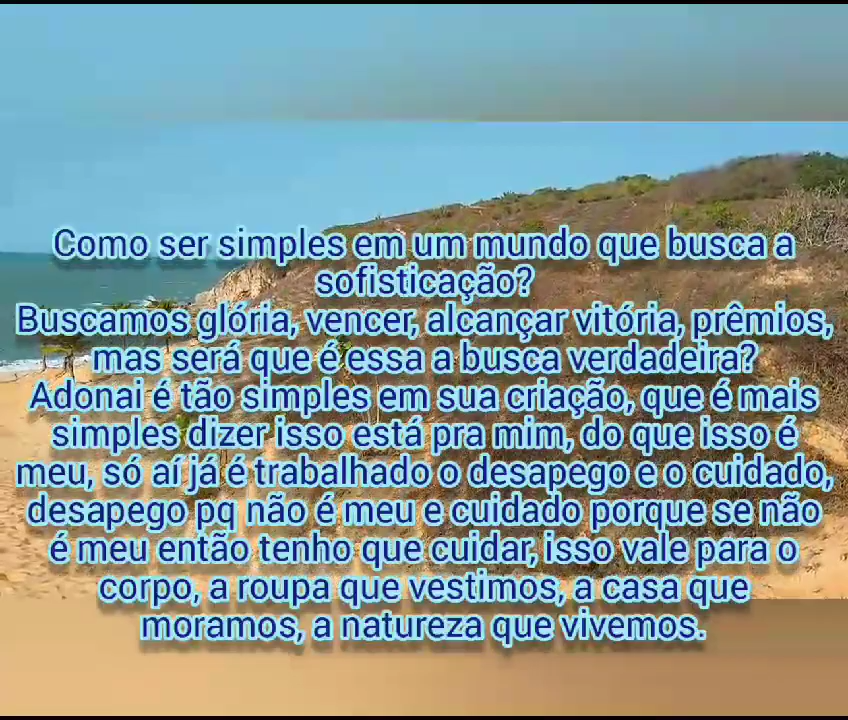 Como ser simples em um mundo que busca a
sofisticação?
Buscamos glória, vencer, alcançar vitória, prêmios,
mas será que é essa a busca verdadeira?
Adonai é tão simples em sua criação, que é mais
simples dizer isso está pra mim, do que isso é
meu, só aí já é trabalhado o desapego e o cuidado,
desapego pq não é meu e cuidado porque se não
é meu então tenho que cuidar, isso vale para o
corpo, a roupa que vestimos, a casa que
moramos, a natureza que vivemos.